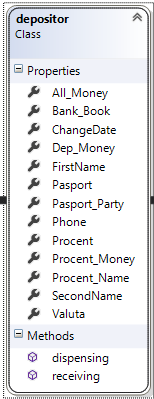 depositor
Class
Properties
All_Money
Bank_Book
ChangeDate
Dep_Money
FirstName
Pasport
Pasport_Party
Phone
Procent
Procent_Money
Procent_Name
SecondName
Valuta
Methods
dispensing
receiving